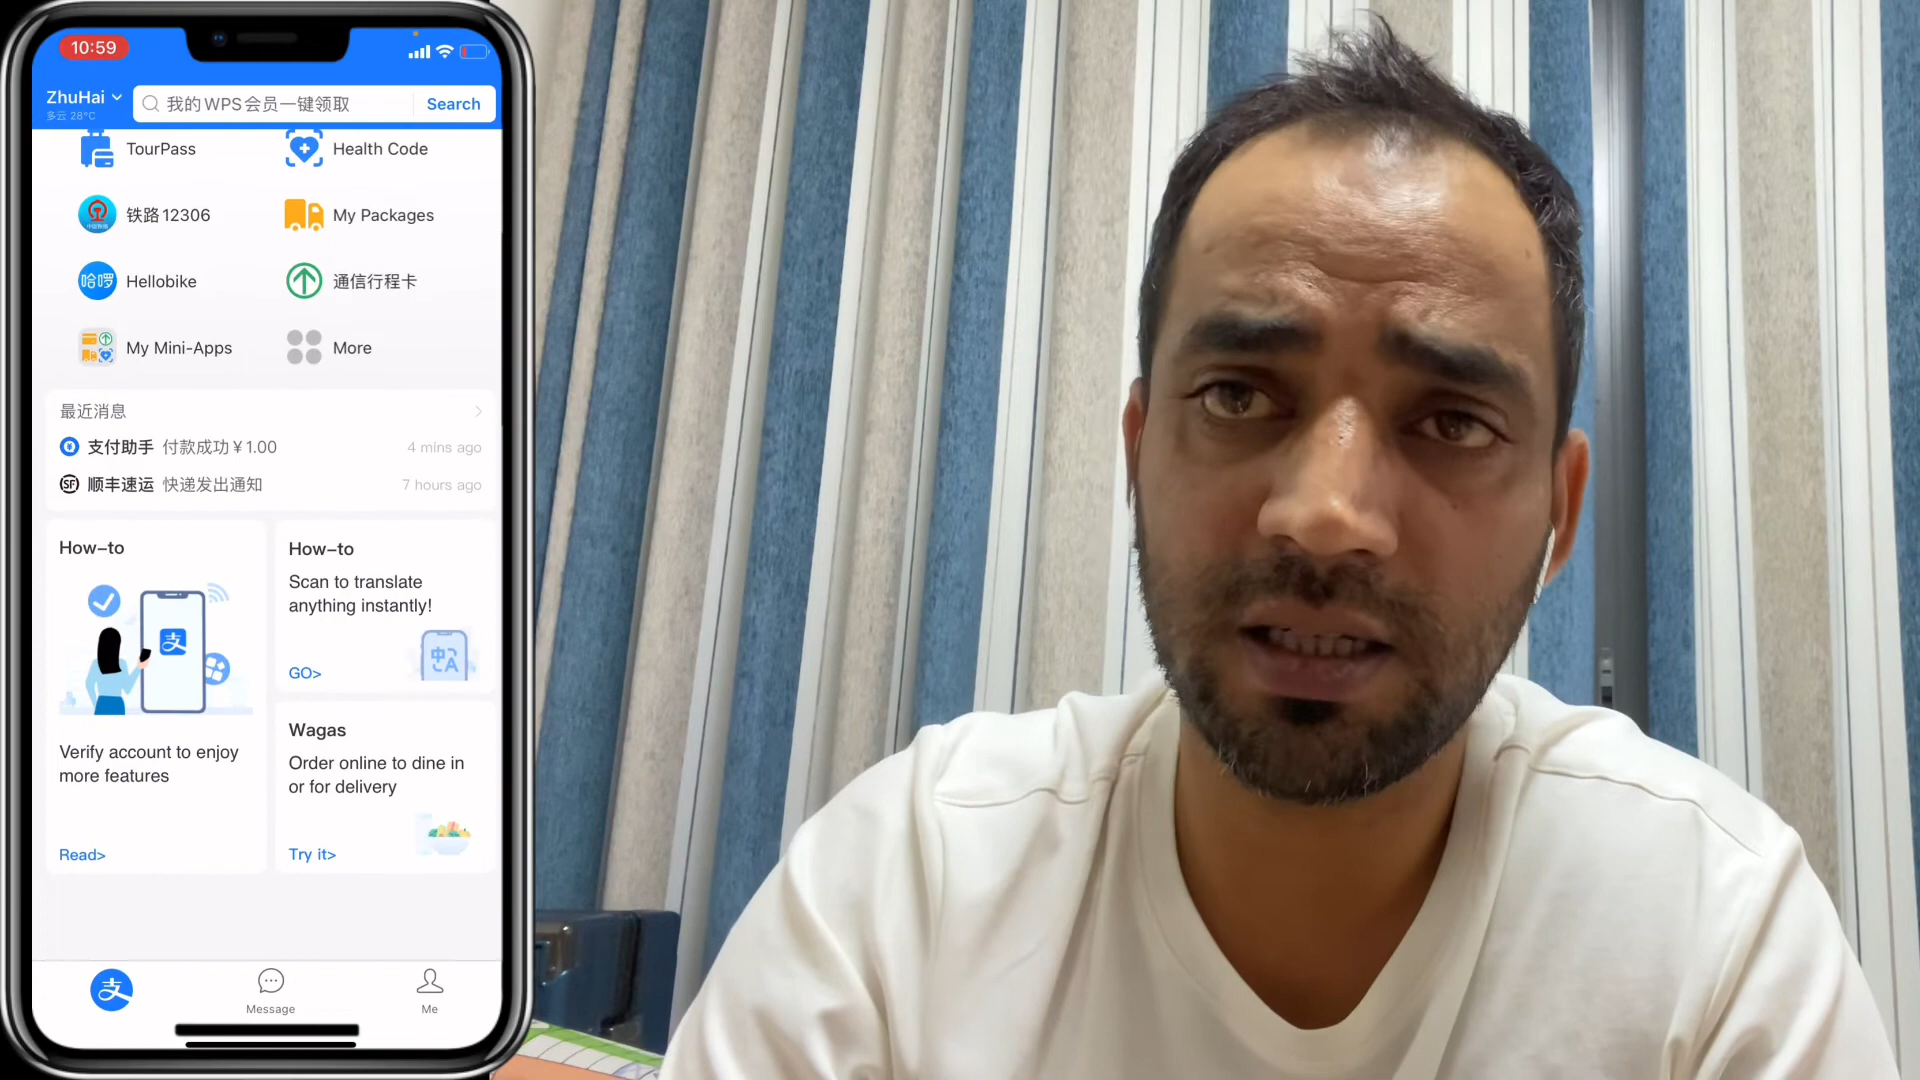 10:59
ZhuHai
多云 28°C
我的WPS会员一键领取
Search
TourPass
Health Code
铁路12306
My Packages
哈啰
Hellobike
通信行程卡
My Mini-Apps
More
最近消息
支付助手 付款成功¥1.00
4 mins ago
SF
顺丰速运 快递发出通知
7 hours ago
How-to
支
Verify account to enjoy
more features
Read>
How-to
Scan to translate
anything instantly!
中
A
GO>
Wagas
Order online to dine in
or for delivery
Try it>
支
Message
Me